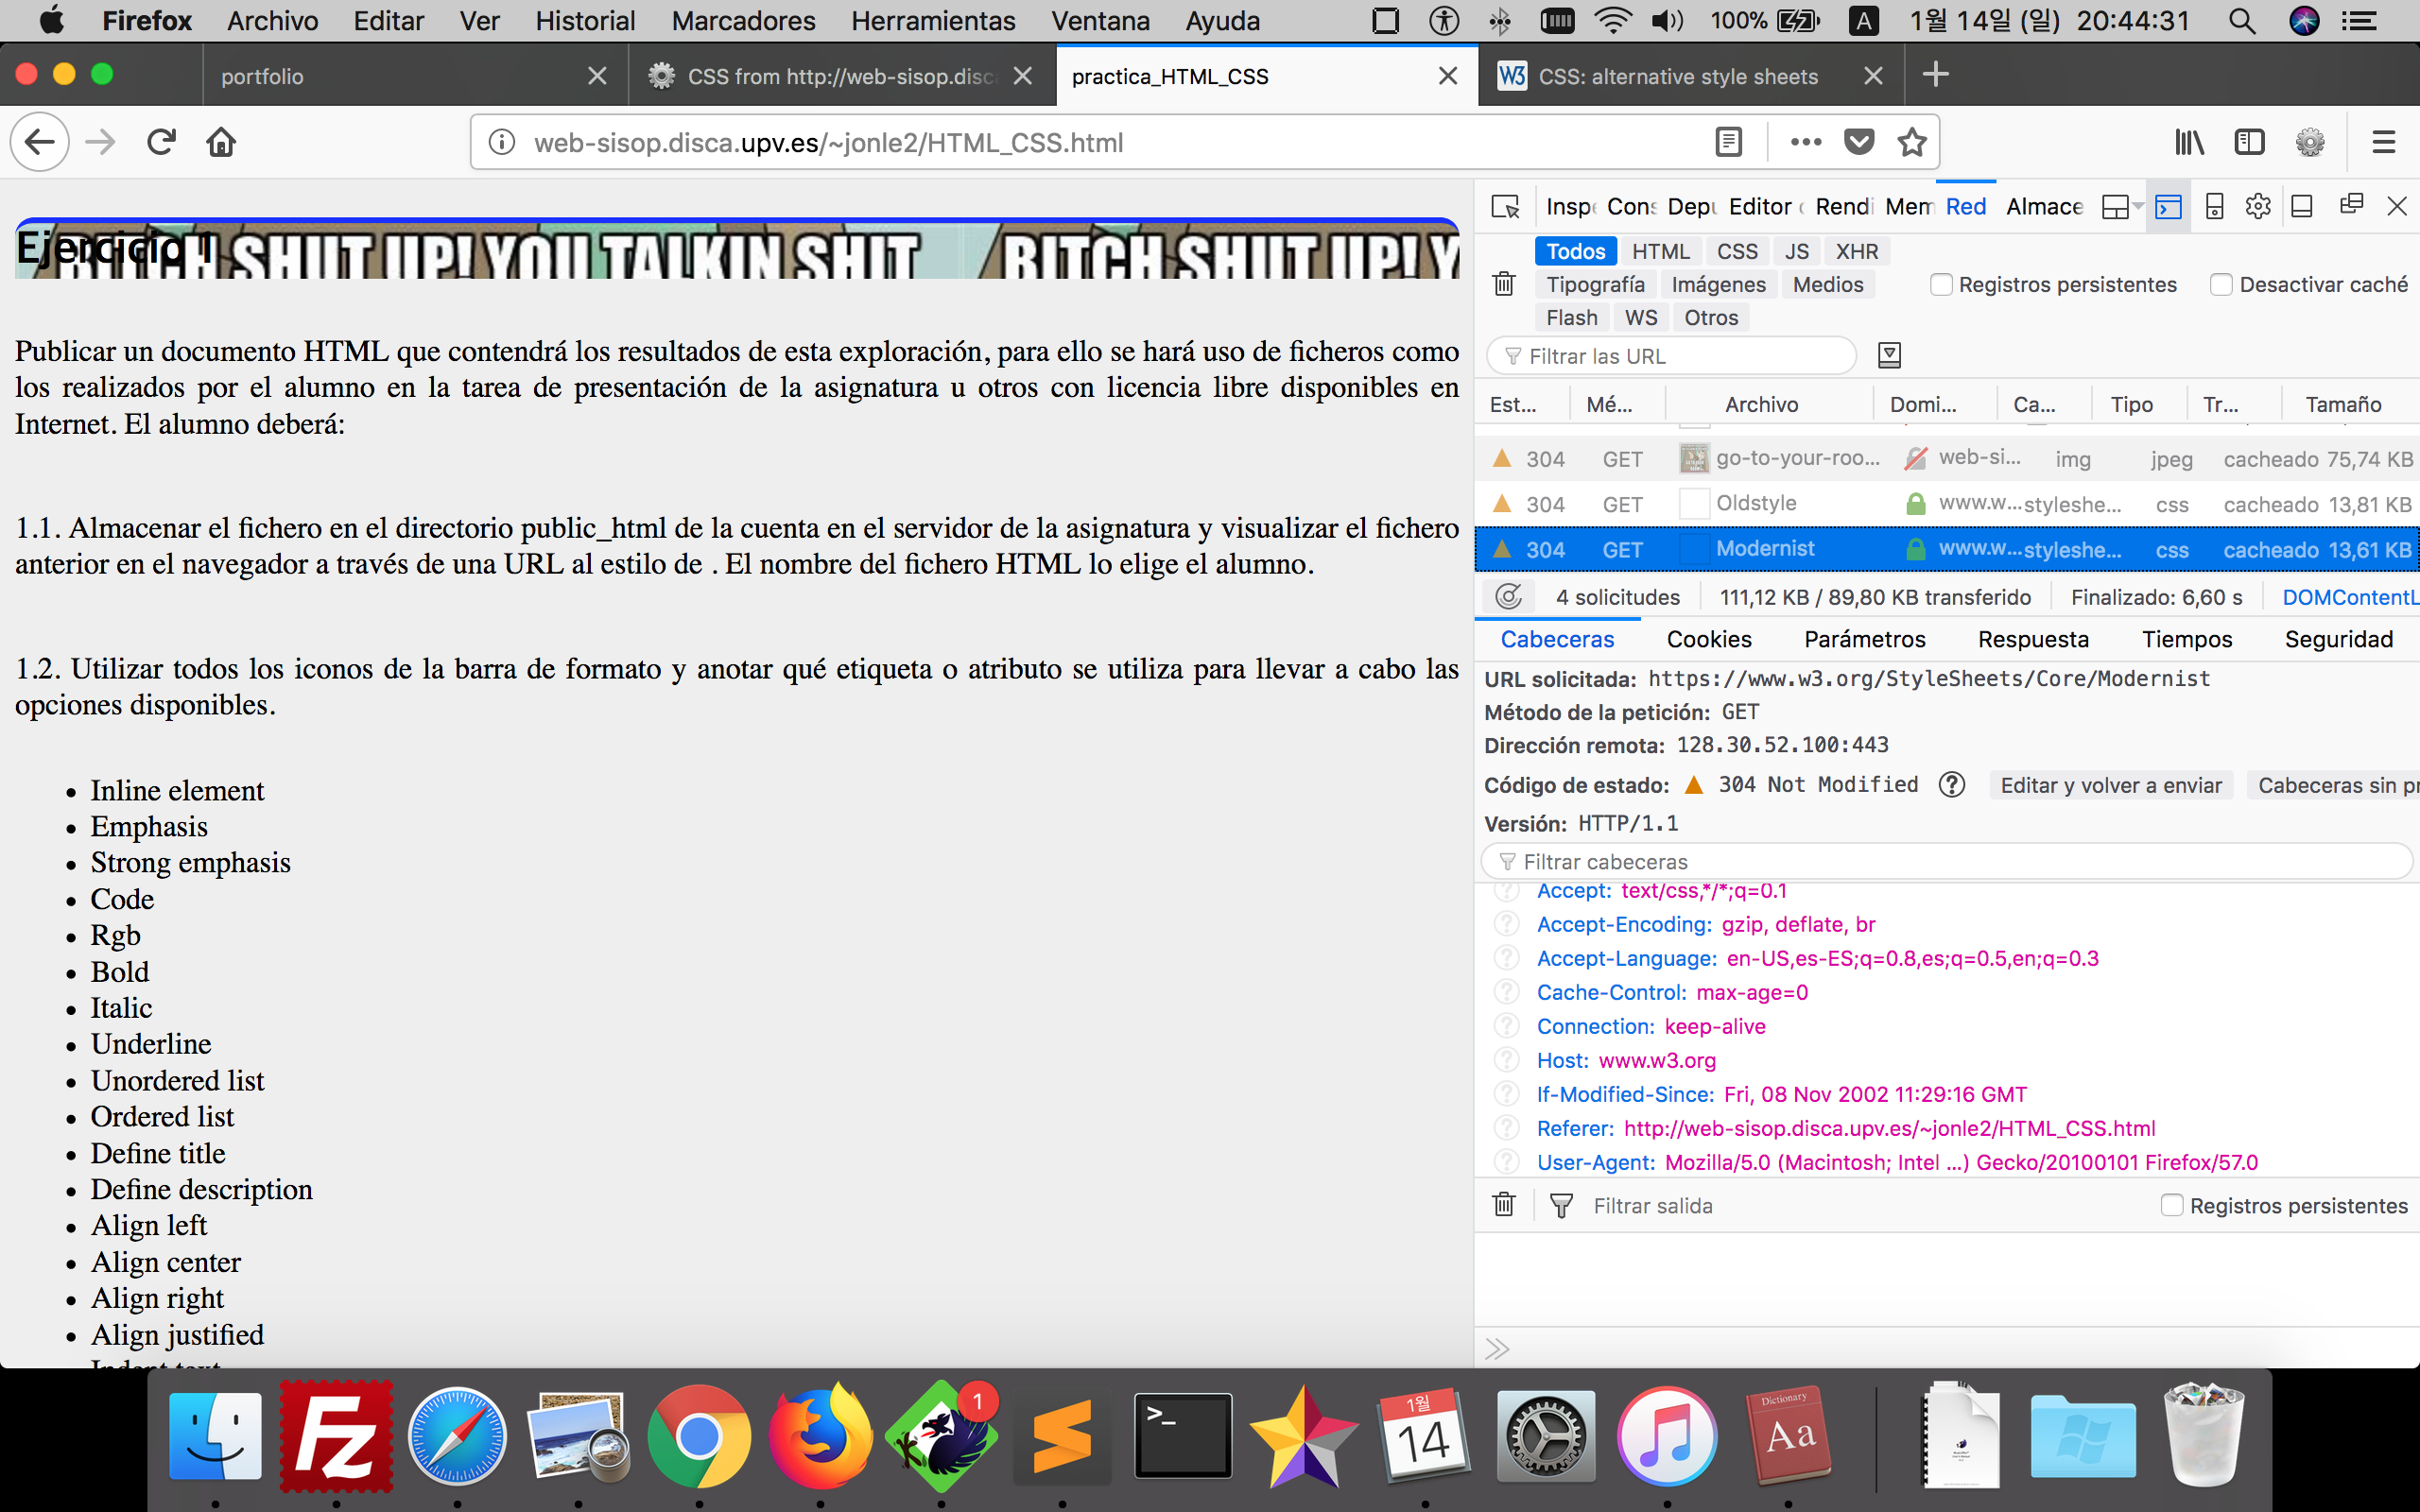 Firefox Archivo Editar Ver Historial Marcadores Herramientas Ventana Ayuda 100% A 1월 14일 (일) 20:44:31
portfolio CSS from http://web-sisop.disc practica_HTML_CSS W3 CSS: alternative style sheets
web-sisop.disca.upv.es/~jonle2/HTML_CSS.html
Ejercicio 1
BITCH SHUT UP! YOU TALKIN SHIT BITCH SHUT UP! Y
Publicar un documento HTML que contendrá los resultados de esta exploración, para ello se hará uso de ficheros como
los realizados por el alumno en la tarea de presentación de la asignatura u otros con licencia libre disponibles en
Internet. El alumno deberá:
1.1. Almacenar el fichero en el directorio public_html de la cuenta en el servidor de la asignatura y visualizar el fichero
anterior en el navegador a través de una URL al estilo de . El nombre del fichero HTML lo elige el alumno.
1.2. Utilizar todos los iconos de la barra de formato y anotar qué etiqueta o atributo se utiliza para llevar a cabo las
opciones disponibles.
Inline element
Emphasis
Strong emphasis
Code
Rgb
Bold
Italic
Underline
Unordered list
Ordered list
Define title
Define description
Align left
Align center
Align right
Align justified
Indent text
Insp Cons Depu Editor Rendi Mem Red Almace
Todos HTML CSS JS XHR
Tipografía Imágenes Medios Registros persistentes Desactivar caché
Flash WS Otros
Filtrar las URL
Est... Mé... Archivo Domi... Ca... Tipo Tr... Tamaño
304 GET go-to-your-roo... web-si... img jpeg cacheado 75,74 KB
304 GET Oldstyle www.w... styleshe... css cacheado 13,81 KB
304 GET Modernist www.w... styleshe... css cacheado 13,61 KB
4 solicitudes 111,12 KB / 89,80 KB transferido Finalizado: 6,60 s DOMContentL
Cabeceras Cookies Parámetros Respuesta Tiempos Seguridad
URL solicitada: https://www.w3.org/StyleSheets/Core/Modernist
Método de la petición: GET
Dirección remota: 128.30.52.100:443
Código de estado: 304 Not Modified Editar y volver a enviar Cabeceras sin pr
Versión: HTTP/1.1
Filtrar cabeceras
Accept: text/css,*/*;q=0.1
Accept-Encoding: gzip, deflate, br
Accept-Language: en-US,es-ES;q=0.8,es;q=0.5,en;q=0.3
Cache-Control: max-age=0
Connection: keep-alive
Host: www.w3.org
If-Modified-Since: Fri, 08 Nov 2002 11:29:16 GMT
Referer: http://web-sisop.disca.upv.es/~jonle2/HTML_CSS.html
User-Agent: Mozilla/5.0 (Macintosh; Intel ...) Gecko/20100101 Firefox/57.0
Filtrar salida Registros persistentes
Fz 1 >_ 1월 14 Dictionary Aa